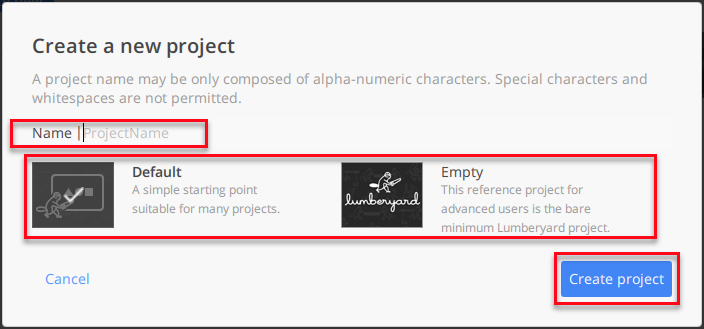 Create a new project
A project name may be only composed of alpha-numeric characters. Special characters and
whitespaces are not permitted.
Name ProjectName
Default
A simple starting point
suitable for many projects.
lumberyard
Empty
This reference project for
advanced users is the bare
minimum Lumberyard project.
Cancel
Create project